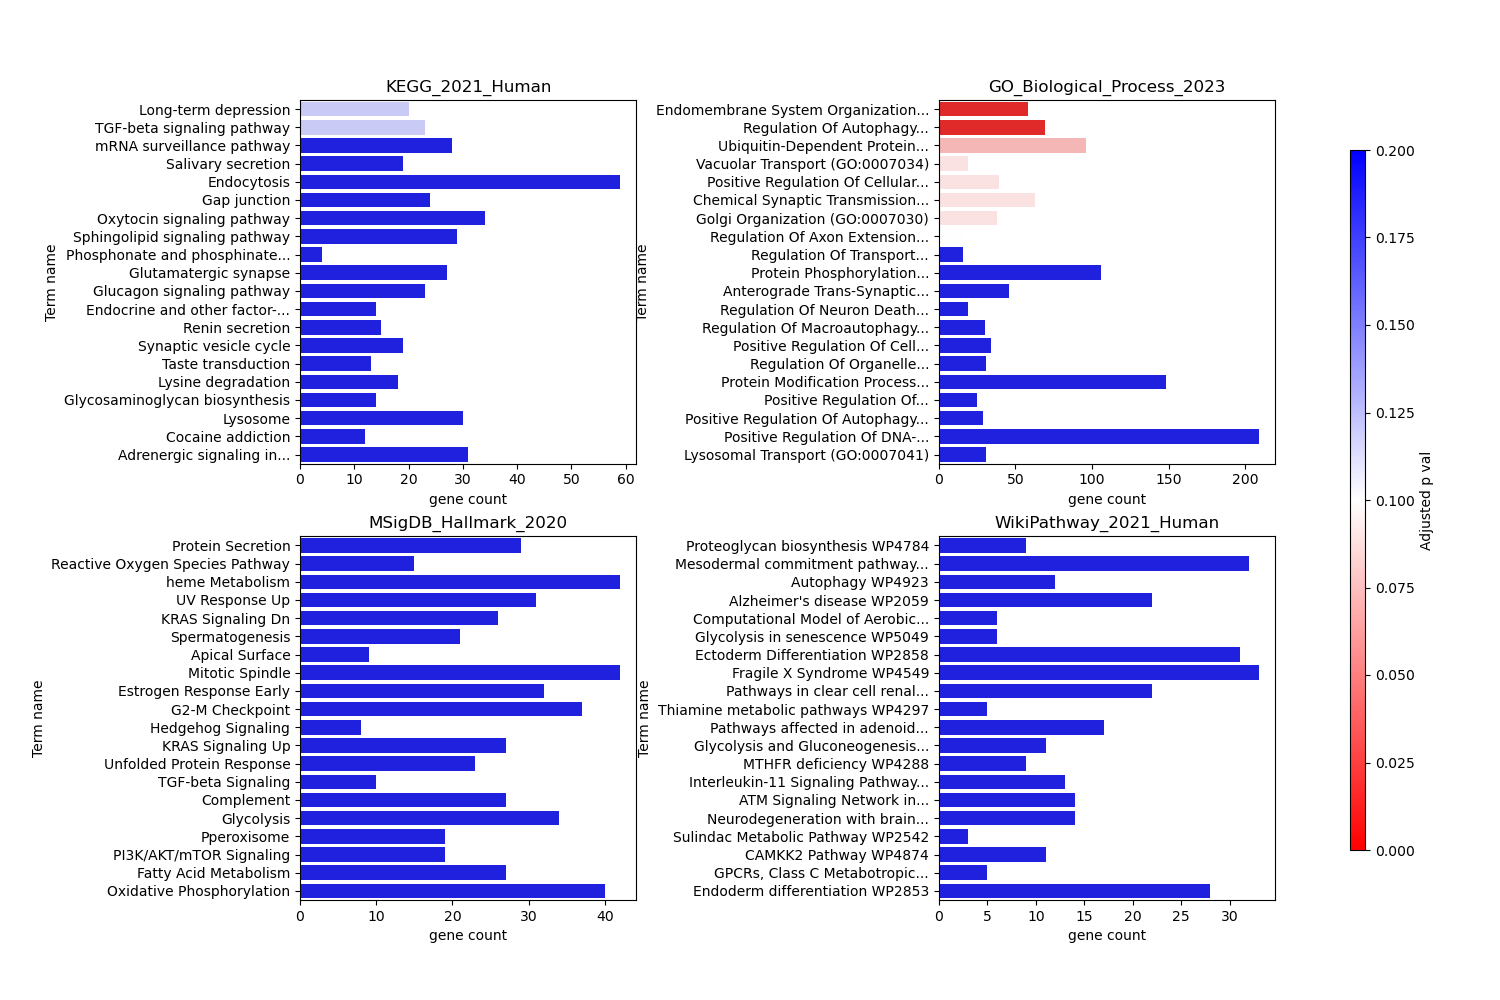 KEGG_2021_Human
Term name
Long-term depression
TGF-beta signaling pathway
mRNA surveillance pathway
Salivary secretion
Endocytosis
Gap junction
Oxytocin signaling pathway
Sphingolipid signaling pathway
Phosphonate and phosphinate...
Glutamatergic synapse
Glucagon signaling pathway
Endocrine and other factor-...
Renin secretion
Synaptic vesicle cycle
Taste transduction
Lysine degradation
Glycosaminoglycan biosynthesis
Lysosome
Cocaine addiction
Adrenergic signaling in...
0 10 20 30 40 50 60
gene count
GO_Biological_Process_2023
Term name
Endomembrane System Organization...
Regulation Of Autophagy...
Ubiquitin-Dependent Protein...
Vacuolar Transport (GO:0007034)
Positive Regulation Of Cellular...
Chemical Synaptic Transmission...
Golgi Organization (GO:0007030)
Regulation Of Axon Extension...
Regulation Of Transport...
Protein Phosphorylation...
Anterograde Trans-Synaptic...
Regulation Of Neuron Death...
Regulation Of Macroautophagy...
Positive Regulation Of Cell...
Regulation Of Organelle...
Protein Modification Process...
Positive Regulation Of...
Positive Regulation Of Autophagy...
Positive Regulation Of DNA-...
Lysosomal Transport (GO:0007041)
0 50 100 150 200
gene count
MSigDB_Hallmark_2020
Term name
Protein Secretion
Reactive Oxygen Species Pathway
heme Metabolism
UV Response Up
KRAS Signaling Dn
Spermatogenesis
Apical Surface
Mitotic Spindle
Estrogen Response Early
G2-M Checkpoint
Hedgehog Signaling
KRAS Signaling Up
Unfolded Protein Response
TGF-beta Signaling
Complement
Glycolysis
Pperoxisome
PI3K/AKT/mTOR Signaling
Fatty Acid Metabolism
Oxidative Phosphorylation
0 10 20 30 40
gene count
WikiPathway_2021_Human
Term name
Proteoglycan biosynthesis WP4784
Mesodermal commitment pathway...
Autophagy WP4923
Alzheimer's disease WP2059
Computational Model of Aerobic...
Glycolysis in senescence WP5049
Ectoderm Differentiation WP2858
Fragile X Syndrome WP4549
Pathways in clear cell renal...
Thiamine metabolic pathways WP4297
Pathways affected in adenoid...
Glycolysis and Gluconeogenesis...
MTHFR deficiency WP4288
Interleukin-11 Signaling Pathway...
ATM Signaling Network in...
Neurodegeneration with brain...
Sulindac Metabolic Pathway WP2542
CAMKK2 Pathway WP4874
GPCRs, Class C Metabotropic...
Endoderm differentiation WP2853
0 5 10 15 20 25 30
gene count
0.200
0.175
0.150
0.125
0.100
0.075
0.050
0.025
0.000
Adjusted p val